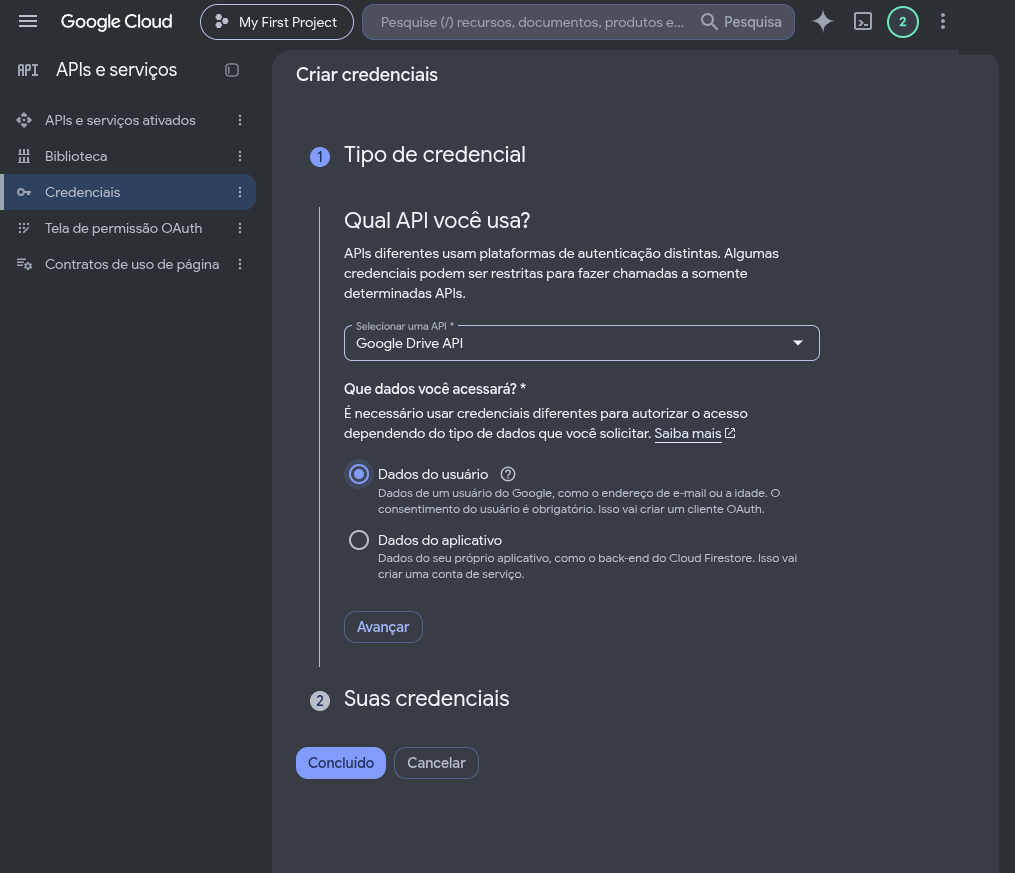 Google Cloud
My First Project
Pesquise (/) recursos, documentos, produtos e...
Pesquisa
2
API
APIs e serviços
APIs e serviços ativados
Biblioteca
Credenciais
Tela de permissão OAuth
Contratos de uso de página
Criar credenciais
1
Tipo de credencial
Qual API você usa?
APIs diferentes usam plataformas de autenticação distintas. Algumas
credenciais podem ser restritas para fazer chamadas a somente
determinadas APIs.
Selecionar uma API *
Google Drive API
Que dados você acessará? *
É necessário usar credenciais diferentes para autorizar o acesso
dependendo do tipo de dados que você solicitar. Saiba mais
Dados do usuário
Dados de um usuário do Google, como o endereço de e-mail ou a idade. O
consentimento do usuário é obrigatório. Isso vai criar um cliente OAuth.
Dados do aplicativo
Dados do seu próprio aplicativo, como o back-end do Cloud Firestore. Isso vai
criar uma conta de serviço.
Avançar
2
Suas credenciais
Concluído
Cancelar